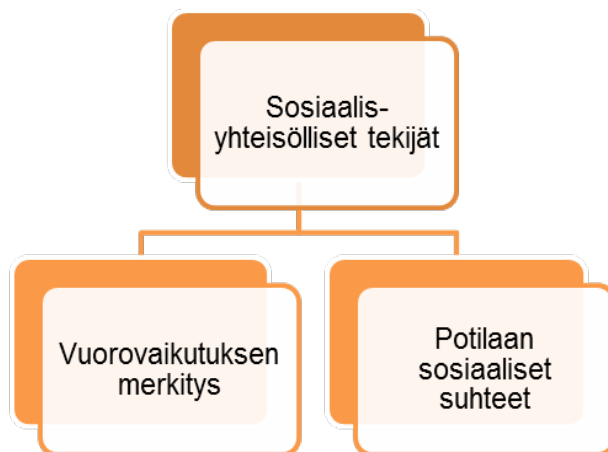 Sosiaalis-
yhteisölliset tekijät
Vuorovaikutuksen
merkitys
Potilaan
sosiaaliset
suhteet